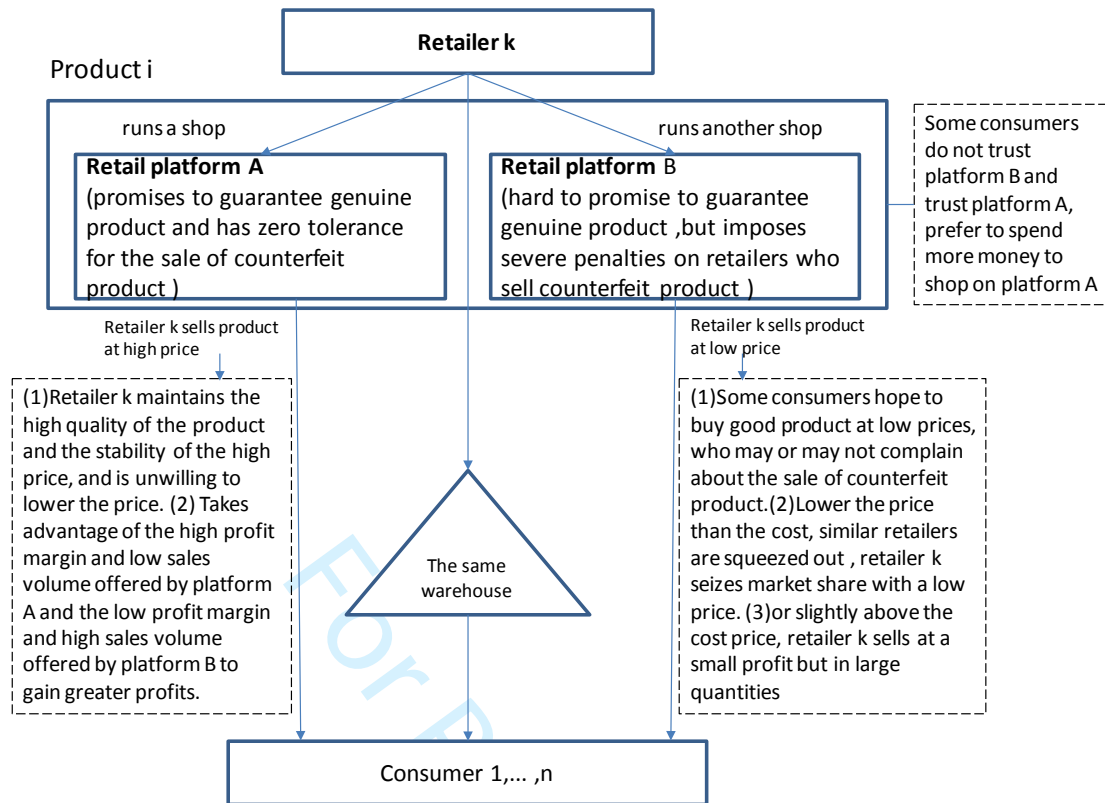 Retailer k
Product i
runs a shop
runs another shop
Retail platform A
(promises to guarantee genuine
product and has zero tolerance
for the sale of counterfeit
product )
Retail platform B
(hard to promise to guarantee
genuine product ,but imposes
severe penalties on retailers who
sell counterfeit product )
Some consumers
do not trust
platform B and
trust platform A,
prefer to spend
more money to
shop on platform A
Retailer k sells product
at high price
Retailer k sells product
at low price
(1)Retailer k maintains the
high quality of the product
and the stability of the high
price, and is unwilling to
lower the price. (2) Takes
advantage of the high profit
margin and low sales
volume offered by platform
A and the low profit margin
and high sales volume
offered by platform B to
gain greater profits.
The same
warehouse
(1)Some consumers hope to
buy good product at low prices,
who may or may not complain
about the sale of counterfeit
product.(2)Lower the price
than the cost, similar retailers
are squeezed out , retailer k
seizes market share with a low
price. (3)or slightly above the
cost price, retailer k sells at a
small profit but in large
quantities
For
Consumer 1,... ,n